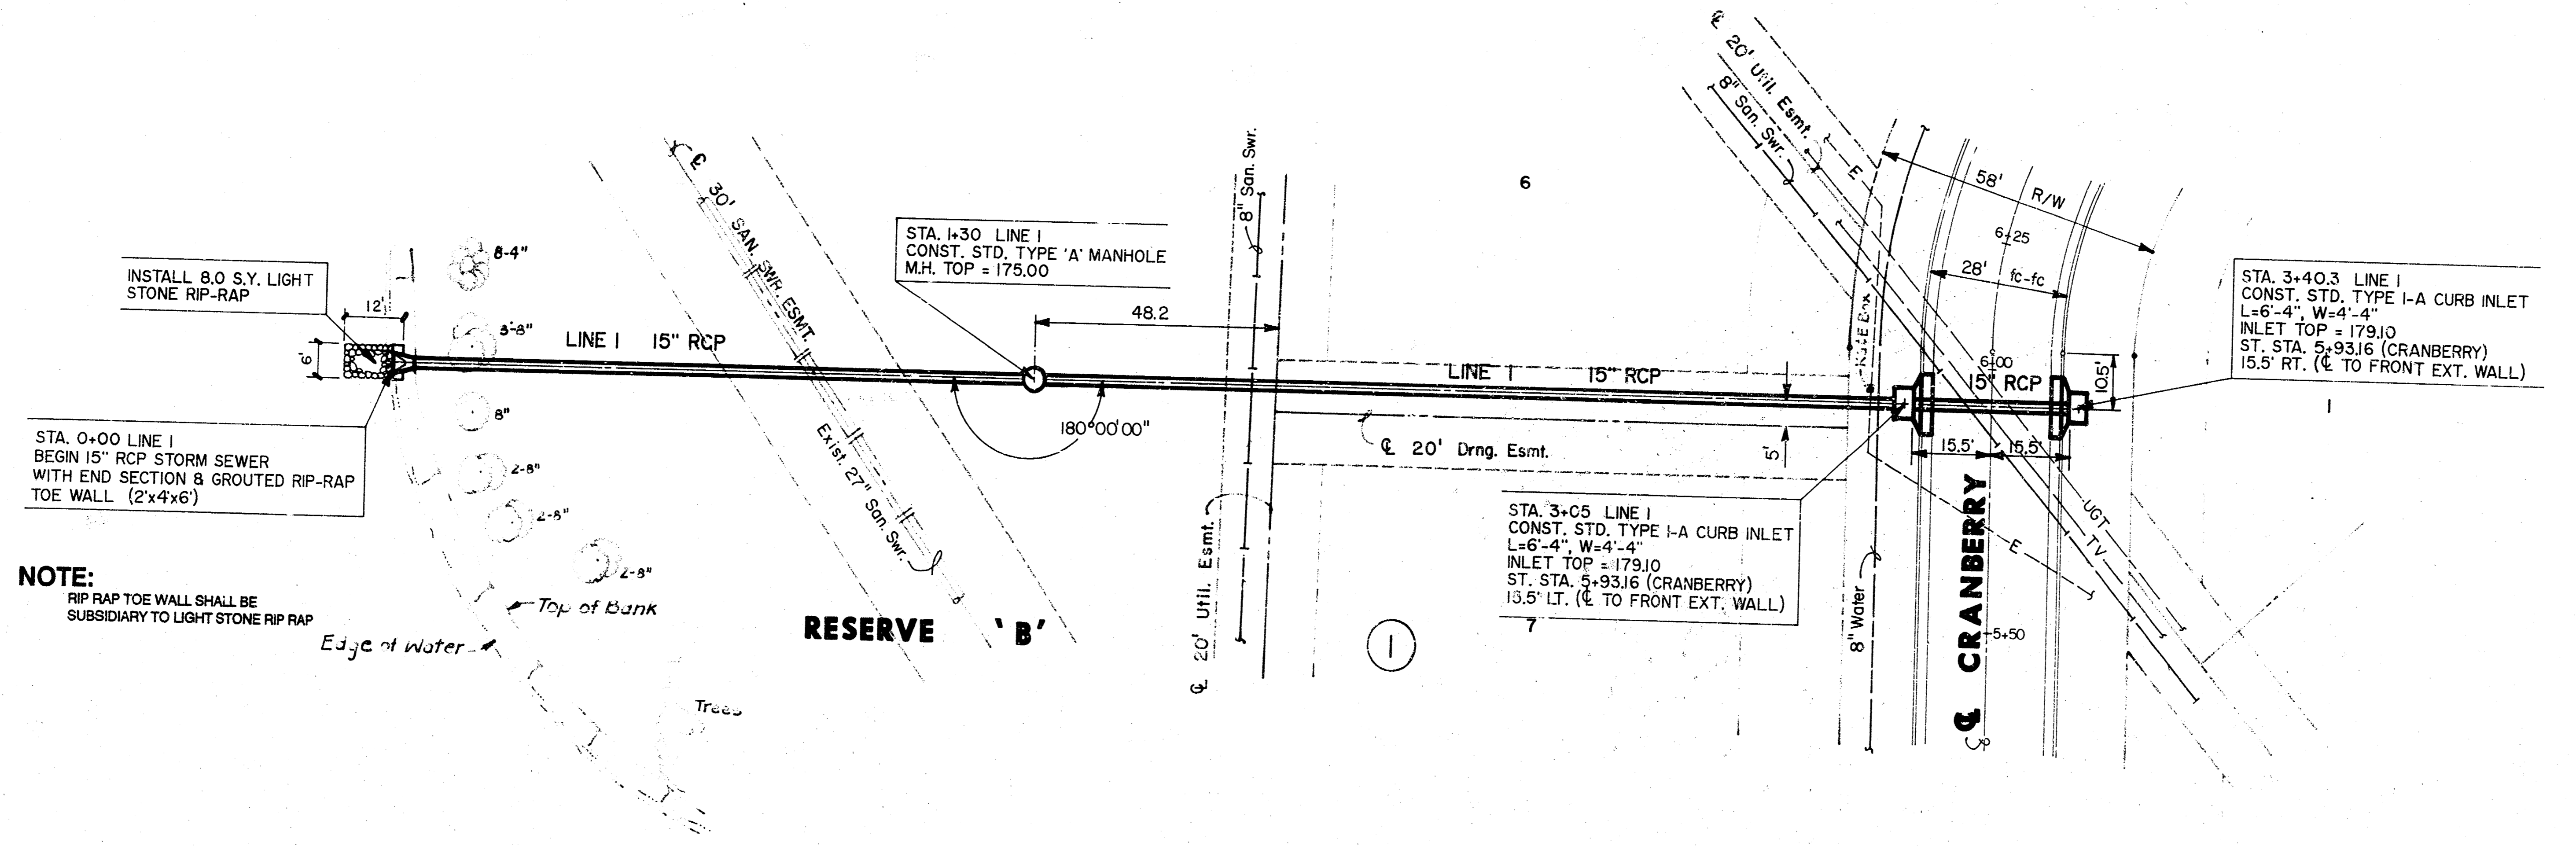 INSTALL 8.0 S.Y. LIGHT
STONE RIP-RAP
12'
6'
STA. 0+00 LINE 1
BEGIN 15" RCP STORM SEWER
WITH END SECTION & GROUTED RIP-RAP
TOE WALL (2'x4'x6')
NOTE:
RIP RAP TOE WALL SHALL BE
SUBSIDIARY TO LIGHT STONE RIP RAP
Edge of Water
Top of Bank
Trees
8-4"
3-8"
8"
2-8"
2-8"
2-8"
LINE 1 15" RCP
℄ 30' SAN. SWR. ESMT.
Exist. 27" San. Swr.
RESERVE 'B'
STA. 1+30 LINE 1
CONST. STD. TYPE 'A' MANHOLE
M.H. TOP = 175.00
48.2
180°00'00"
8" San. Swr.
℄ 20' Util. Esmt.
6
LINE 1 15" RCP
℄ 20' Drng. Esmt.
5'
1
7
STA. 3+05 LINE 1
CONST. STD. TYPE 1-A CURB INLET
L=6'-4", W=4'-4"
INLET TOP = 179.10
ST. STA. 5+93.16 (CRANBERRY)
15.5' LT. (℄ TO FRONT EXT. WALL)
℄ 20' Util. Esmt.
8" San. Swr.
E
58' R/W
6+25
28' fc-fc
6+00
15" RCP
10.5'
15.5'
15.5'
8" Water
℄ CRANBERRY
5+50
E
UGT
TV
STA. 3+40.3 LINE 1
CONST. STD. TYPE 1-A CURB INLET
L=6'-4", W=4'-4"
INLET TOP = 179.10
ST. STA. 5+93.16 (CRANBERRY)
15.5' RT. (℄ TO FRONT EXT. WALL)
1